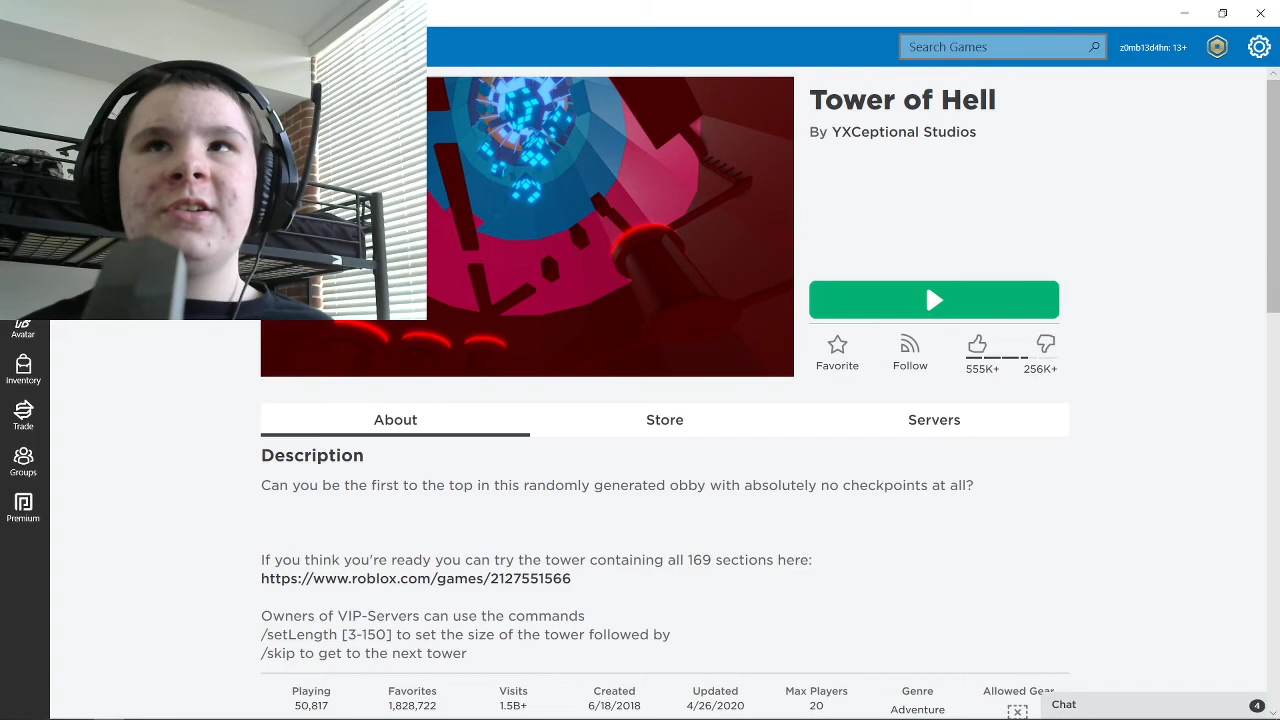 Search Games
z0mb13d4hn: 13+
Tower of Hell
By YXCeptional Studios
Avatar
Inventory
Trade
Groups
Premium
Favorite
Follow
555K+
256K+
About
Store
Servers
Description
Can you be the first to the top in this randomly generated obby with absolutely no checkpoints at all?
If you think you're ready you can try the tower containing all 169 sections here:
https://www.roblox.com/games/2127551566
Owners of VIP-Servers can use the commands
/setLength [3-150] to set the size of the tower followed by
/skip to get to the next tower
Playing Favorites Visits Created Updated Max Players Genre Allowed Gear
50,817 1,828,722 1.5B+ 6/18/2018 4/26/2020 20 Adventure
Chat 4